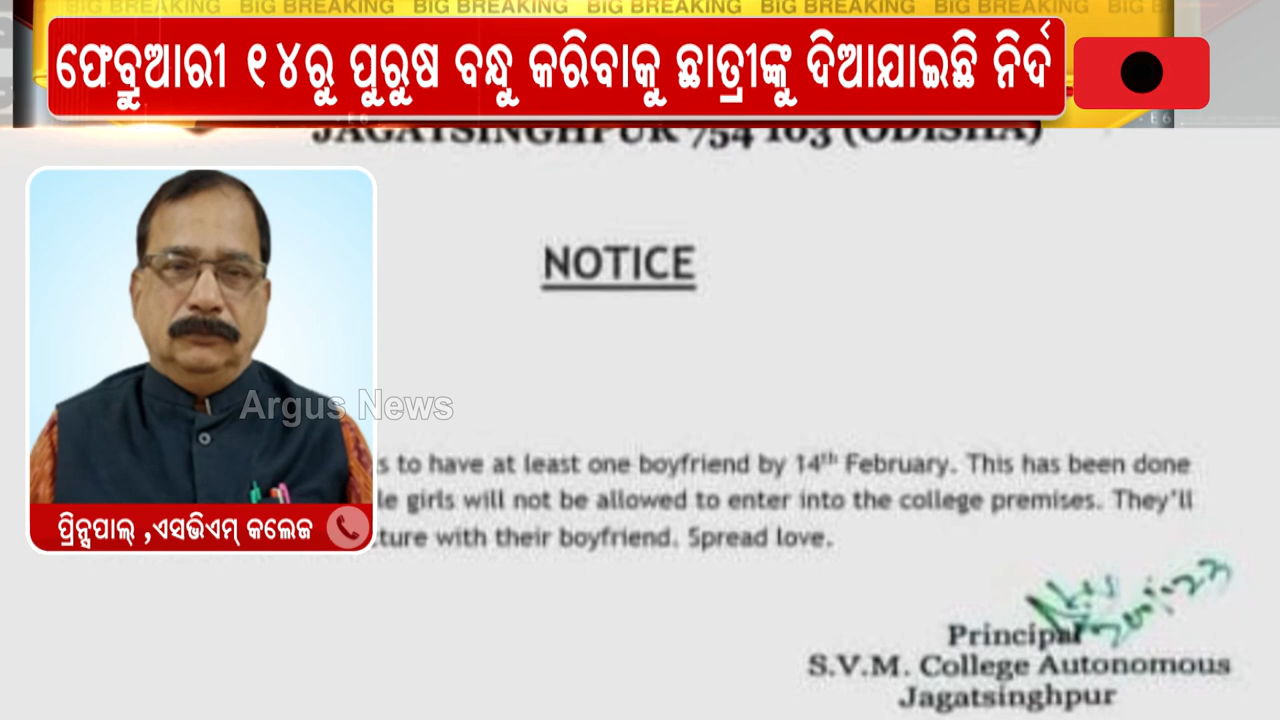 BIG BREAKING BIG BREAKING BIG BREAKING BIG BREAKING BIG BREAKING BIG BREAKING BIG B
ଫେବ୍ରୁଆରୀ ୧୪ରୁ ପୁରୁଷ ବନ୍ଧୁ କରିବାକୁ ଛାତ୍ରୀଙ୍କୁ ଦିଆଯାଇଛି ନିର୍ଦ
JAGATSINGHPUR 754 103 (ODISHA)
NOTICE
Argus News
s to have at least one boyfriend by 14th February. This has been done
le girls will not be allowed to enter into the college premises. They'll
ture with their boyfriend. Spread love.
ପ୍ରିନ୍ସପାଲ୍ ,ଏସଭିଏମ୍ କଲେଜ
Principal
S.V.M. College Autonomous
Jagatsinghpur